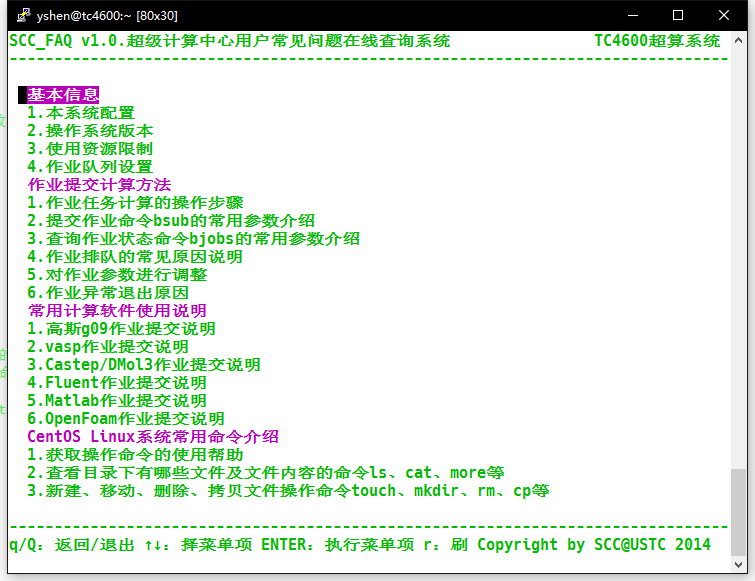 yshen@tc4600:~ [80x30]
SCC_FAQ v1.0.超级计算中心用户常见问题在线查询系统 TC4600超算系统
基本信息
1.本系统配置
2.操作系统版本
3.使用资源限制
4.作业队列设置
作业提交计算方法
1.作业任务计算的操作步骤
2.提交作业命令bsub的常用参数介绍
3.查询作业状态命令bjobs的常用参数介绍
4.作业排队的常见原因说明
5.对作业参数进行调整
6.作业异常退出原因
常用计算软件使用说明
1.高斯g09作业提交说明
2.vasp作业提交说明
3.Castep/DMol3作业提交说明
4.Fluent作业提交说明
5.Matlab作业提交说明
6.OpenFoam作业提交说明
CentOS Linux系统常用命令介绍
1.获取操作命令的使用帮助
2.查看目录下有哪些文件及文件内容的命令ls、cat、more等
3.新建、移动、删除、拷贝文件操作命令touch、mkdir、rm、cp等
q/Q: 返回/退出 ↑↓: 择菜单项 ENTER: 执行菜单项 r: 刷 Copyright by SCC@USTC 2014